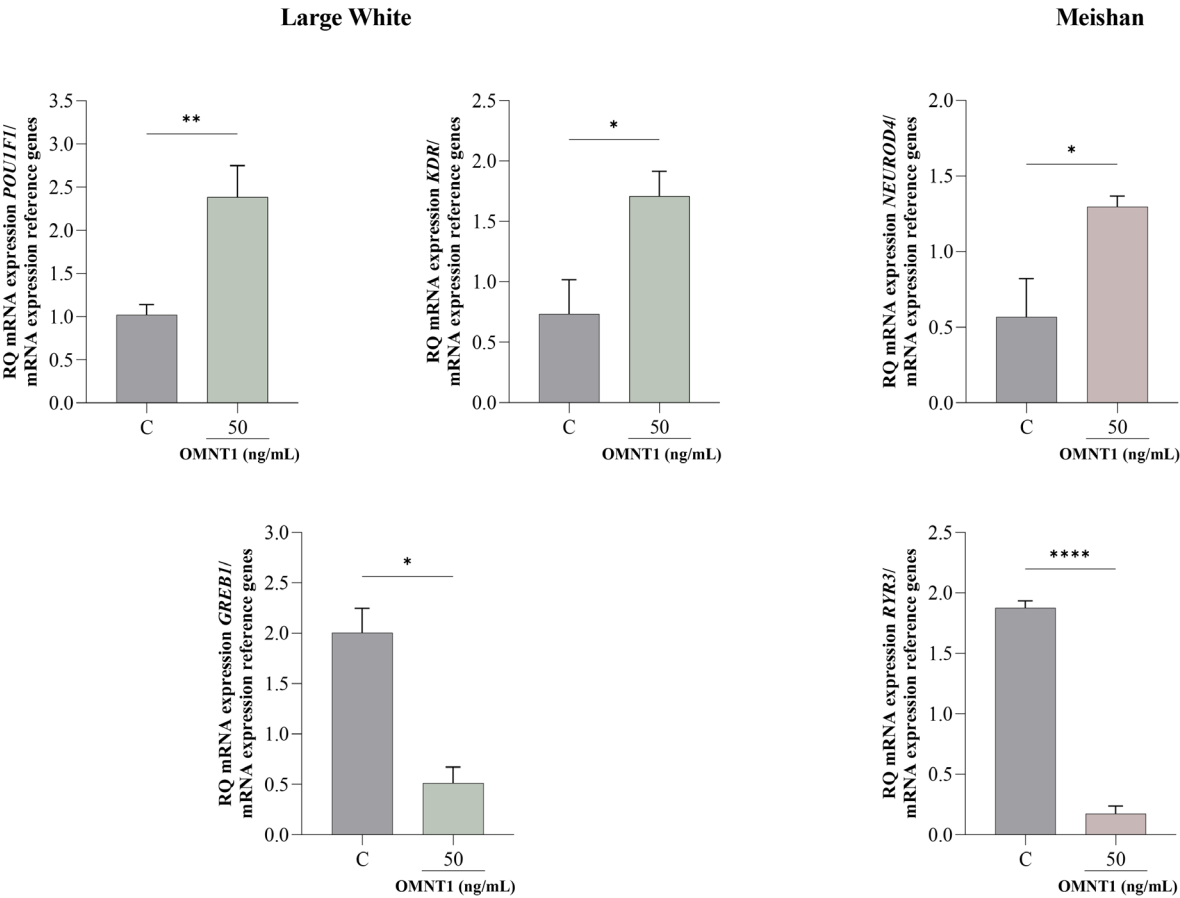 Large White
Meishan
RQ mRNA expression POU1F1/
mRNA expression reference genes
3.5
3.0
2.5
2.0
1.5
1.0
0.5
0.0
**
C
50
OMNT1 (ng/mL)
RQ mRNA expression KDR/
mRNA expression reference genes
2.5
2.0
1.5
1.0
0.5
0.0
*
C
50
OMNT1 (ng/mL)
RQ mRNA expression NEUROD4/
mRNA expression reference genes
2.0
1.5
1.0
0.5
0.0
*
C
50
OMNT1 (ng/mL)
RQ mRNA expression GREB1/
mRNA expression reference genes
3.0
2.5
2.0
1.5
1.0
0.5
0.0
*
C
50
OMNT1 (ng/mL)
RQ mRNA expression RYR3/
mRNA expression reference genes
2.5
2.0
1.5
1.0
0.5
0.0
****
C
50
OMNT1 (ng/mL)